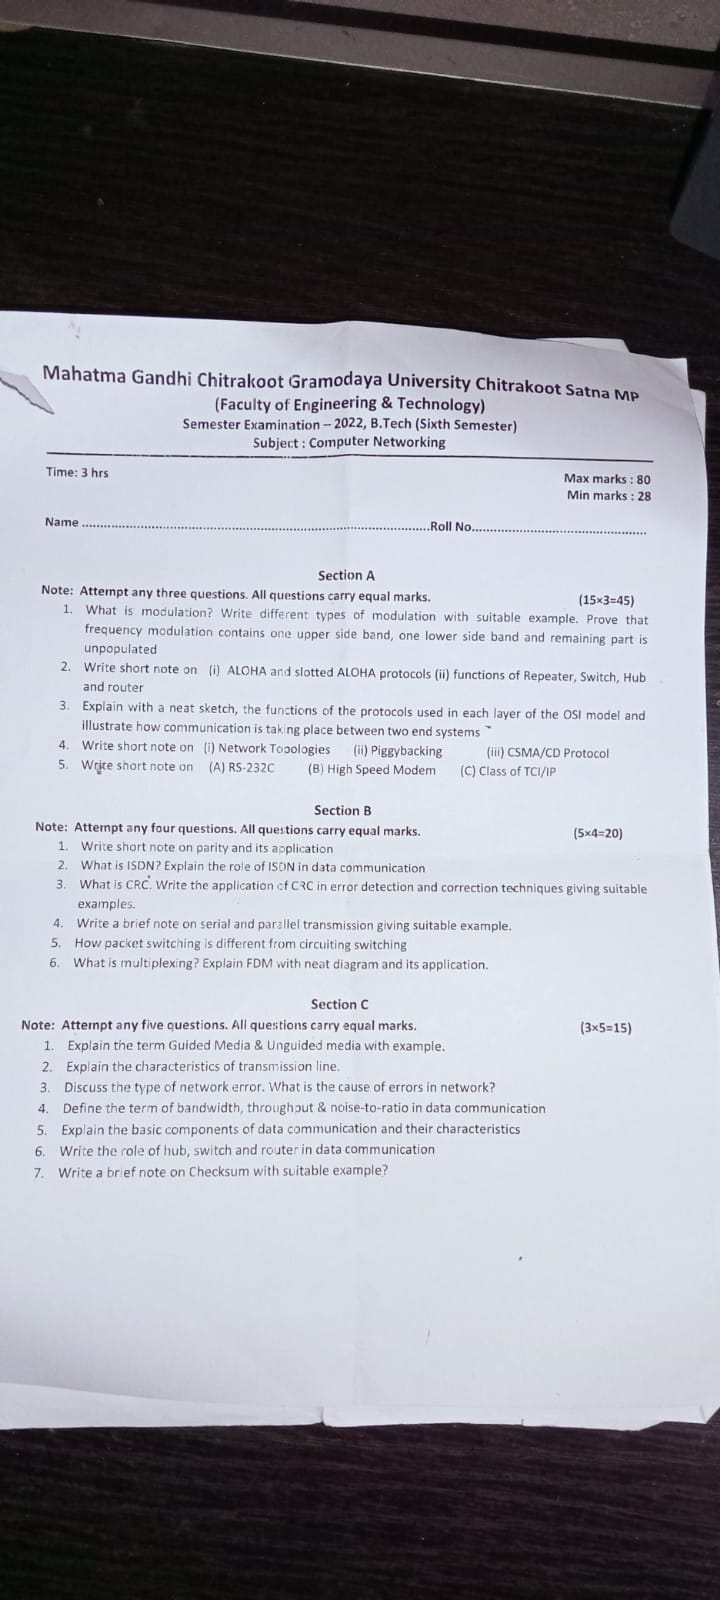 Mahatma Gandhi Chitrakoot Gramodaya University Chitrakoot Satna MP
(Faculty of Engineering & Technology)
Semester Examination – 2022, B.Tech (Sixth Semester)
Subject : Computer Networking
Time: 3 hrs
Max marks : 80
Min marks : 28
Name ..............................................................................................Roll No................................................
Section A
Note: Attempt any three questions. All questions carry equal marks. (15×3=45)
1. What is modulation? Write different types of modulation with suitable example. Prove that
frequency modulation contains one upper side band, one lower side band and remaining part is
unpopulated
2. Write short note on (i) ALOHA and slotted ALOHA protocols (ii) functions of Repeater, Switch, Hub
and router
3. Explain with a neat sketch, the functions of the protocols used in each layer of the OSI model and
illustrate how communication is taking place between two end systems
4. Write short note on (i) Network Topologies (ii) Piggybacking (iii) CSMA/CD Protocol
5. Write short note on (A) RS-232C (B) High Speed Modem (C) Class of TCI/IP
Section B
Note: Attempt any four questions. All questions carry equal marks. (5×4=20)
1. Write short note on parity and its application
2. What is ISDN? Explain the role of ISDN in data communication
3. What is CRC. Write the application of CRC in error detection and correction techniques giving suitable
examples.
4. Write a brief note on serial and parallel transmission giving suitable example.
5. How packet switching is different from circuiting switching
6. What is multiplexing? Explain FDM with neat diagram and its application.
Section C
Note: Attempt any five questions. All questions carry equal marks. (3×5=15)
1. Explain the term Guided Media & Unguided media with example.
2. Explain the characteristics of transmission line.
3. Discuss the type of network error. What is the cause of errors in network?
4. Define the term of bandwidth, throughput & noise-to-ratio in data communication
5. Explain the basic components of data communication and their characteristics
6. Write the role of hub, switch and router in data communication
7. Write a brief note on Checksum with suitable example?